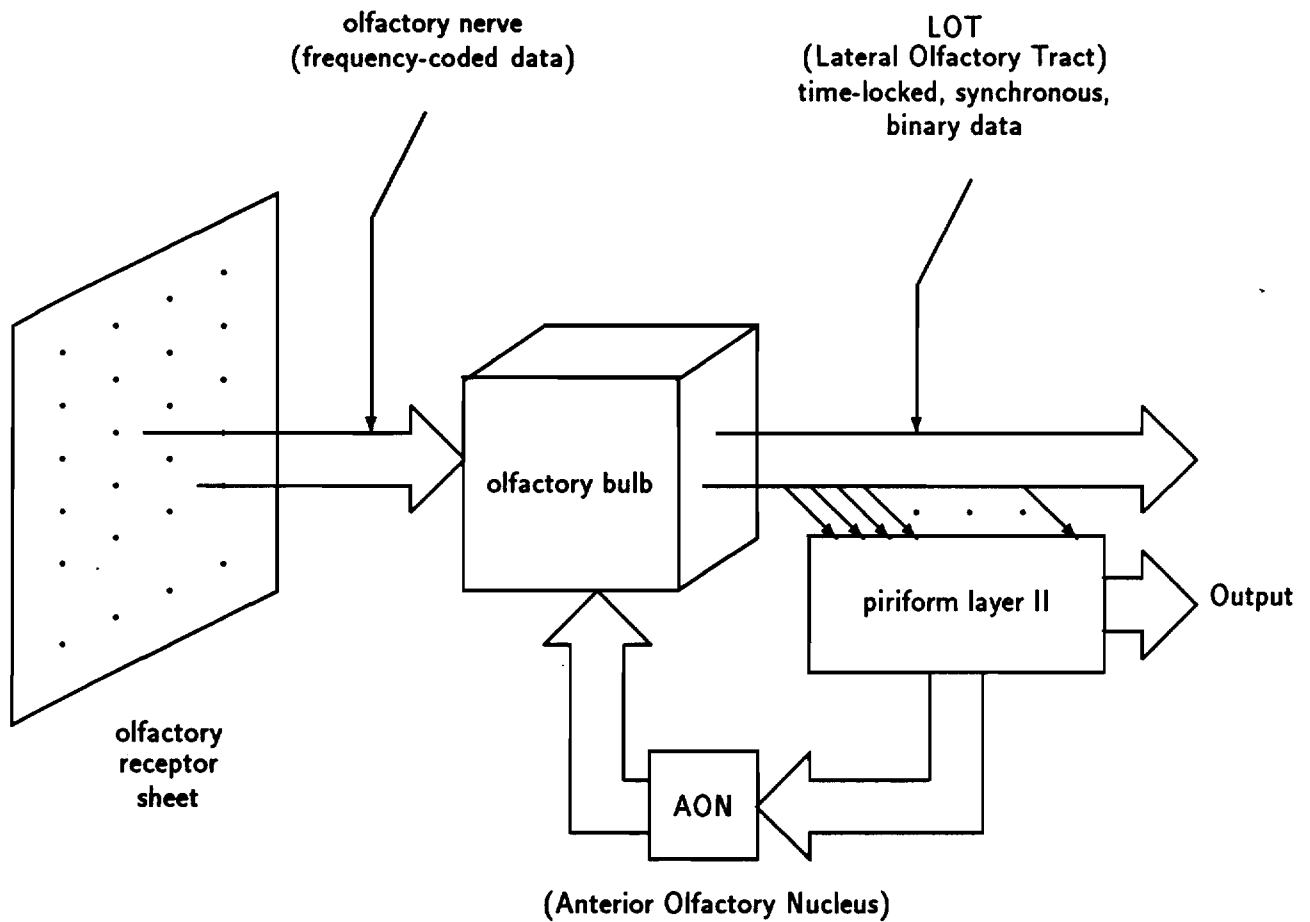 olfactory nerve
(frequency-coded data)
LOT
(Lateral Olfactory Tract)
time-locked, synchronous,
binary data
olfactory bulb
piriform layer II
Output
olfactory
receptor
sheet
AON
(Anterior Olfactory Nucleus)